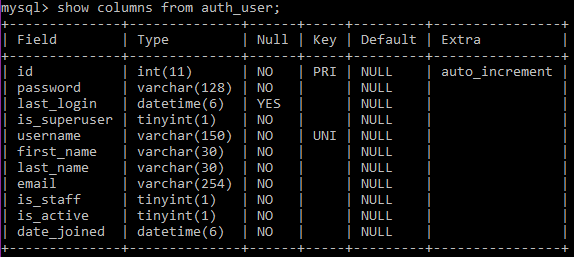 mysql> show columns from auth_user;
+--------------+--------------+------+-----+---------+----------------+
| Field        | Type         | Null | Key | Default | Extra          |
+--------------+--------------+------+-----+---------+----------------+
| id           | int(11)      | NO   | PRI | NULL    | auto_increment |
| password     | varchar(128) | NO   |     | NULL    |                |
| last_login   | datetime(6)  | YES  |     | NULL    |                |
| is_superuser | tinyint(1)   | NO   |     | NULL    |                |
| username     | varchar(150) | NO   | UNI | NULL    |                |
| first_name   | varchar(30)  | NO   |     | NULL    |                |
| last_name    | varchar(30)  | NO   |     | NULL    |                |
| email        | varchar(254) | NO   |     | NULL    |                |
| is_staff     | tinyint(1)   | NO   |     | NULL    |                |
| is_active    | tinyint(1)   | NO   |     | NULL    |                |
| date_joined  | datetime(6)  | NO   |     | NULL    |                |
+--------------+--------------+------+-----+---------+----------------+